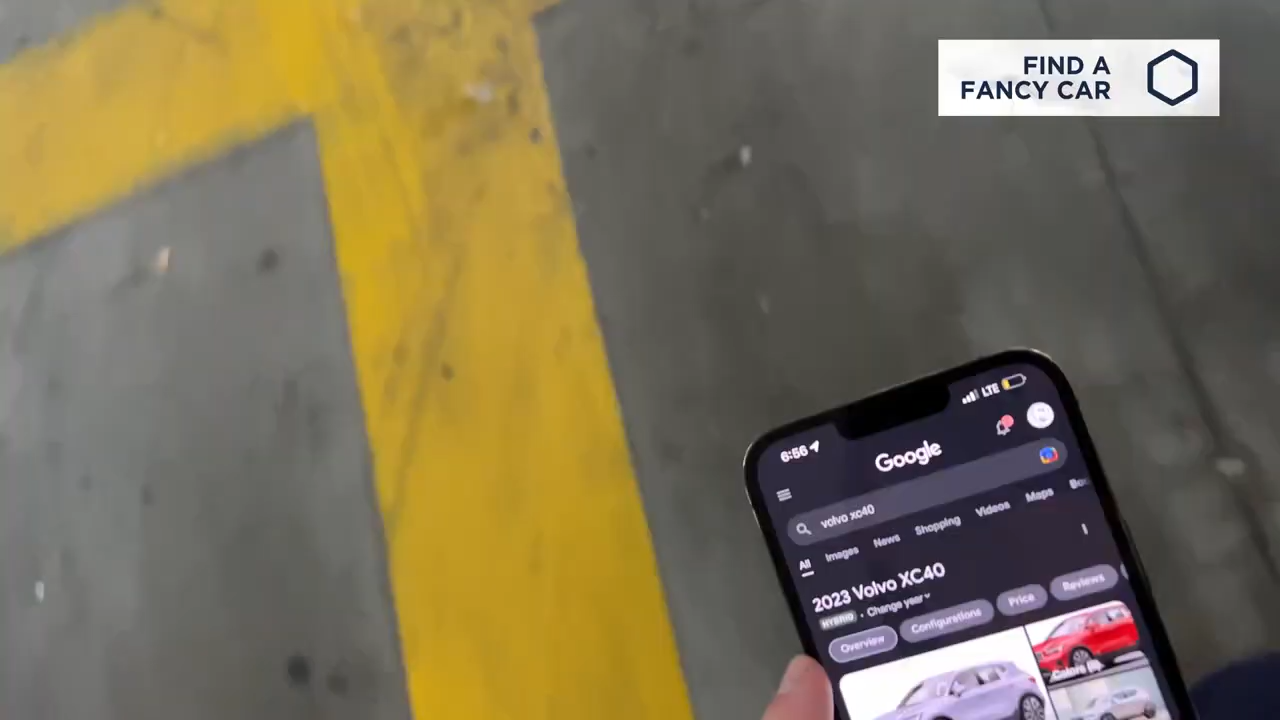 FIND A
FANCY CAR
6:56
LTE
Google
volvo xc40
All Images News Shopping Videos Maps
2023 Volvo XC40
HYBRID • Change year
Overview Configurations Price Reviews